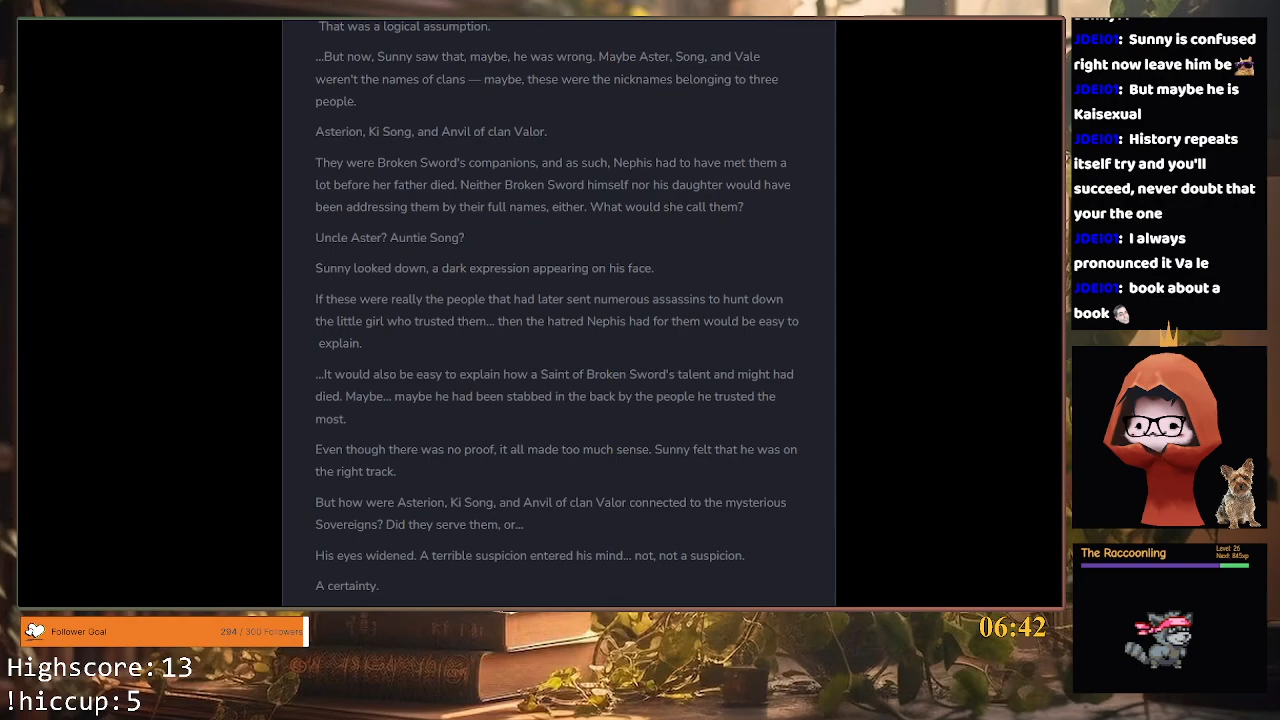 That was a logical assumption.
...But now, Sunny saw that, maybe, he was wrong. Maybe Aster, Song, and Vale
weren't the names of clans — maybe, these were the nicknames belonging to three
people.
Asterion, Ki Song, and Anvil of clan Valor.
They were Broken Sword's companions, and as such, Nephis had to have met them a
lot before her father died. Neither Broken Sword himself nor his daughter would have
been addressing them by their full names, either. What would she call them?
Uncle Aster? Auntie Song?
Sunny looked down, a dark expression appearing on his face.
If these were really the people that had later sent numerous assassins to hunt down
the little girl who trusted them... then the hatred Nephis had for them would be easy to
explain.
...It would also be easy to explain how a Saint of Broken Sword's talent and might had
died. Maybe... maybe he had been stabbed in the back by the people he trusted the
most.
Even though there was no proof, it all made too much sense. Sunny felt that he was on
the right track.
But how were Asterion, Ki Song, and Anvil of clan Valor connected to the mysterious
Sovereigns? Did they serve them, or...
His eyes widened. A terrible suspicion entered his mind... not, not a suspicion.
A certainty.
JDEI01: Sunny is confused
right now leave him be
JDEI01: But maybe he is
Kaisexual
JDEI01: History repeats
itself try and you'll
succeed, never doubt that
your the one
JDEI01: I always
pronounced it Va le
JDEI01: book about a
book
The Raccoonling
Level: 26
Next: 845xp
Follower Goal
294 / 300 Followers
06:42
Highscore:13
!hiccup:5